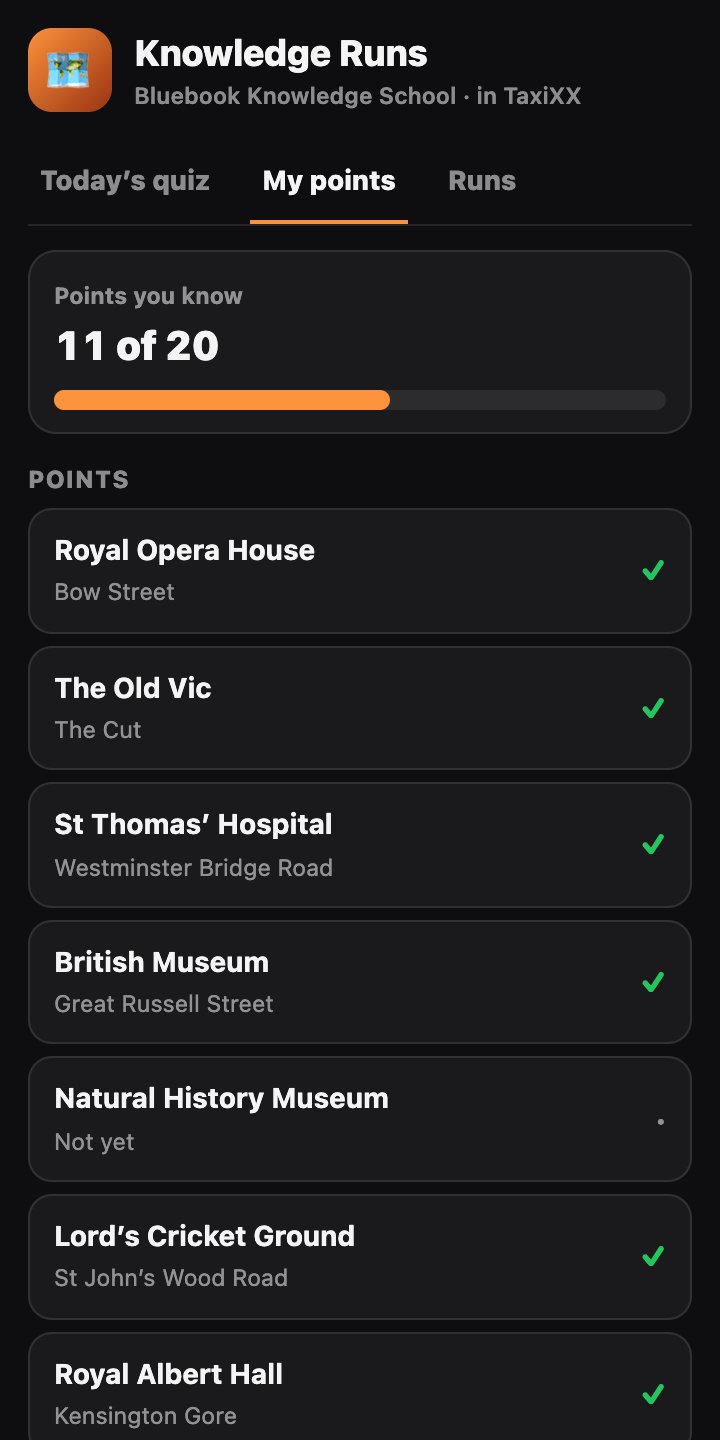 Knowledge Runs
Bluebook Knowledge School · in TaxiXX
Today’s quiz
My points
Runs
Points you know
11 of 20
POINTS
Royal Opera House
Bow Street
The Old Vic
The Cut
St Thomas’ Hospital
Westminster Bridge Road
British Museum
Great Russell Street
Natural History Museum
Not yet
Lord’s Cricket Ground
St John’s Wood Road
Royal Albert Hall
Kensington Gore